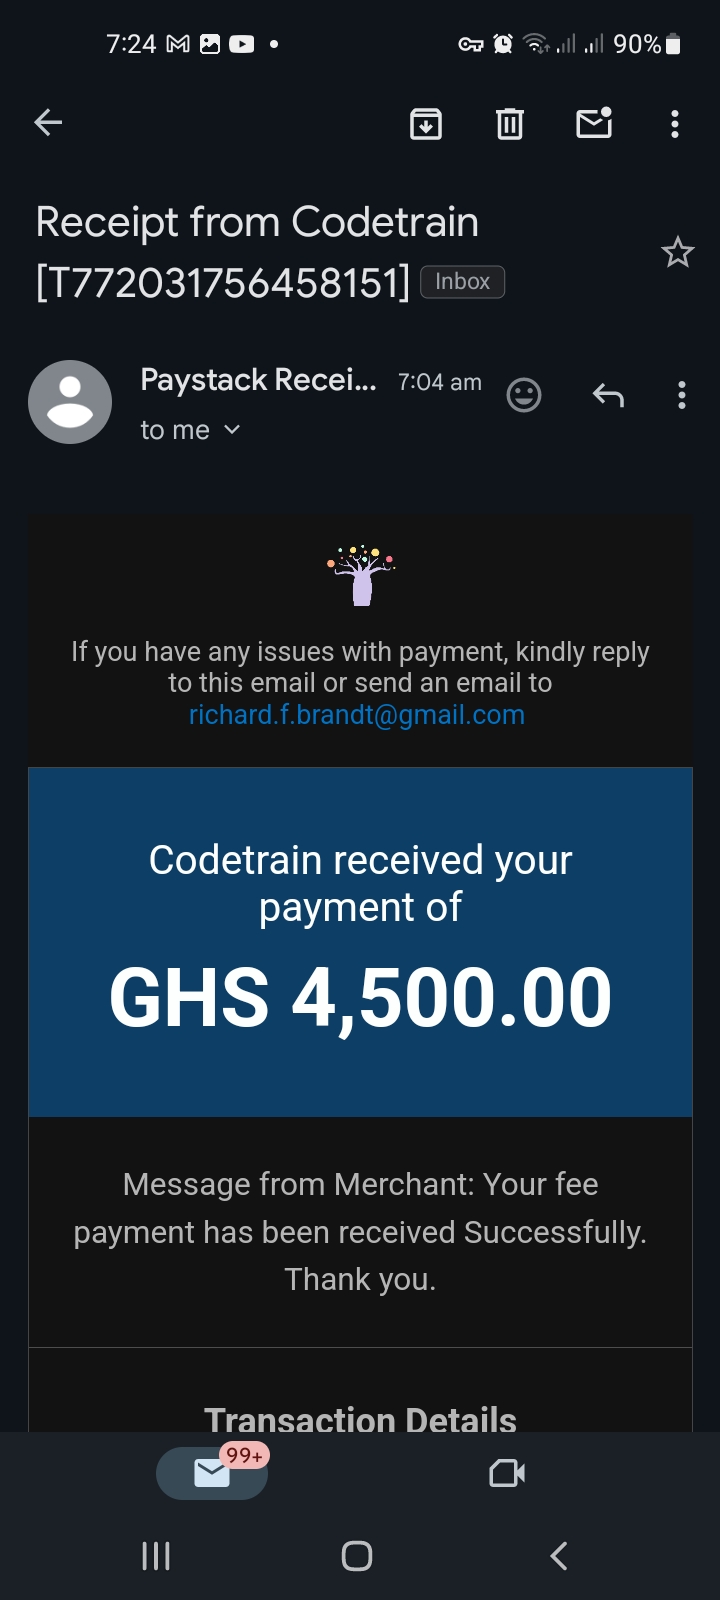 7:24
90%
Receipt from Codetrain
[T772031756458151] Inbox
Paystack Recei... 7:04 am
to me
If you have any issues with payment, kindly reply
to this email or send an email to
richard.f.brandt@gmail.com
Codetrain received your
payment of
GHS 4,500.00
Message from Merchant: Your fee
payment has been received Successfully.
Thank you.
Transaction Details
99+